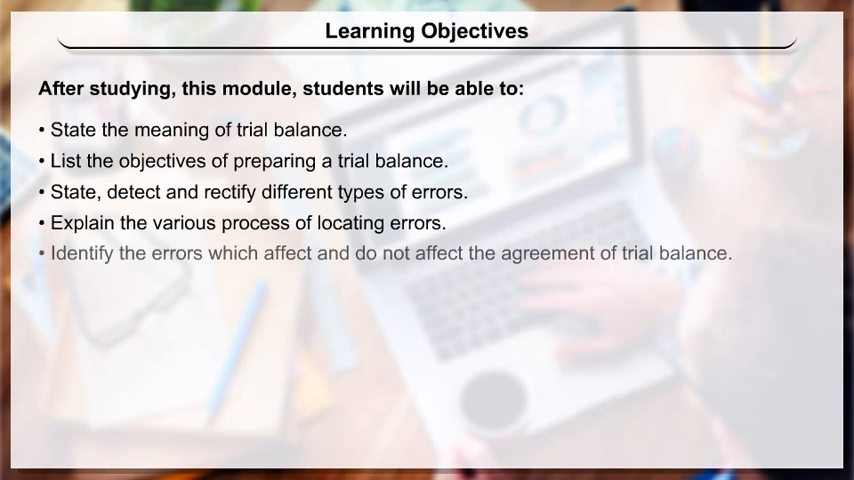 Learning Objectives
After studying, this module, students will be able to:
• State the meaning of trial balance.
• List the objectives of preparing a trial balance.
• State, detect and rectify different types of errors.
• Explain the various process of locating errors.
• Identify the errors which affect and do not affect the agreement of trial balance.